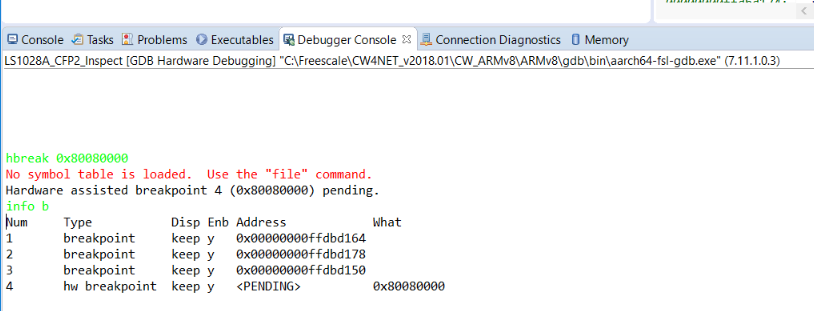 Console Tasks Problems Executables Debugger Console Connection Diagnostics Memory
LS1028A_CFP2_Inspect [GDB Hardware Debugging] "C:\Freescale\CW4NET_v2018.01\CW_ARMv8\ARMv8\gdb\bin\aarch64-fsl-gdb.exe" (7.11.1.0.3)
hbreak 0x80080000
No symbol table is loaded.  Use the "file" command.
Hardware assisted breakpoint 4 (0x80080000) pending.
info b
Num     Type           Disp Enb Address            What
1       breakpoint     keep y   0x00000000ffdbd164
2       breakpoint     keep y   0x00000000ffdbd178
3       breakpoint     keep y   0x00000000ffdbd150
4       hw breakpoint  keep y   <PENDING>          0x80080000